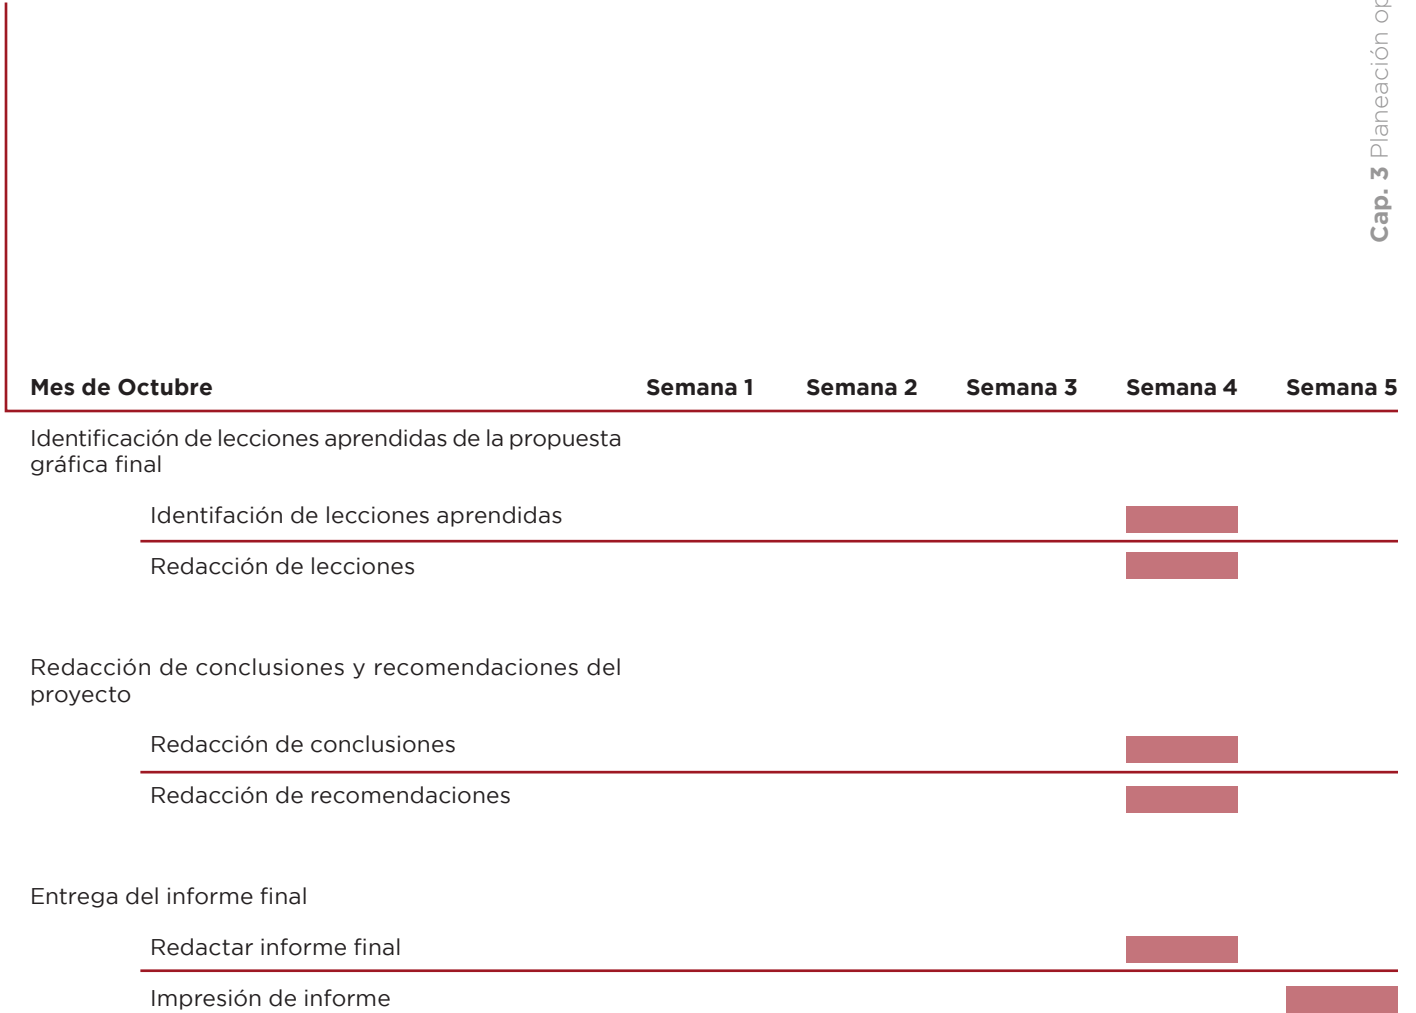 Cap. 3 Planeación
Mes de Octubre Semana 1 Semana 2 Semana 3 Semana 4 Semana 5
Identificación de lecciones aprendidas de la propuesta
gráfica final
Identifación de lecciones aprendidas
Redacción de lecciones
Redacción de conclusiones y recomendaciones del
proyecto
Redacción de conclusiones
Redacción de recomendaciones
Entrega del informe final
Redactar informe final
Impresión de informe